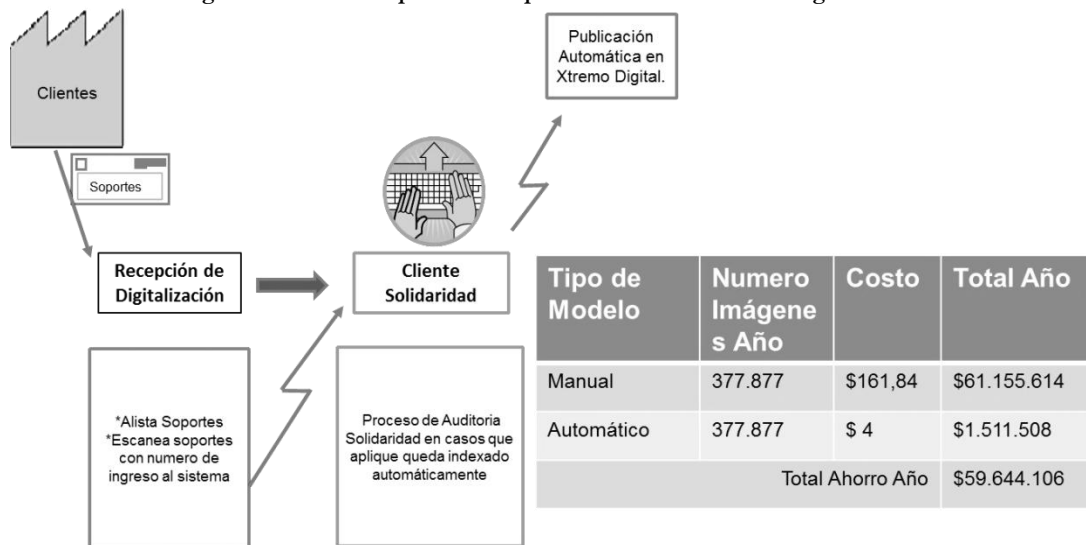 Clientes
Soportes
Recepción de
Digitalización
*Alista Soportes
*Escanea soportes
con numero de
ingreso al sistema
Cliente
Solidaridad
Proceso de Auditoria
Solidaridad en casos que
aplique queda indexado
automáticamente
Publicación
Automática en
Xtremo Digital.
Tipo de Modelo Numero Imágene s Año Costo Total Año
Manual 377.877 $161,84 $61.155.614
Automático 377.877 $ 4 $1.511.508
Total Ahorro Año $59.644.106